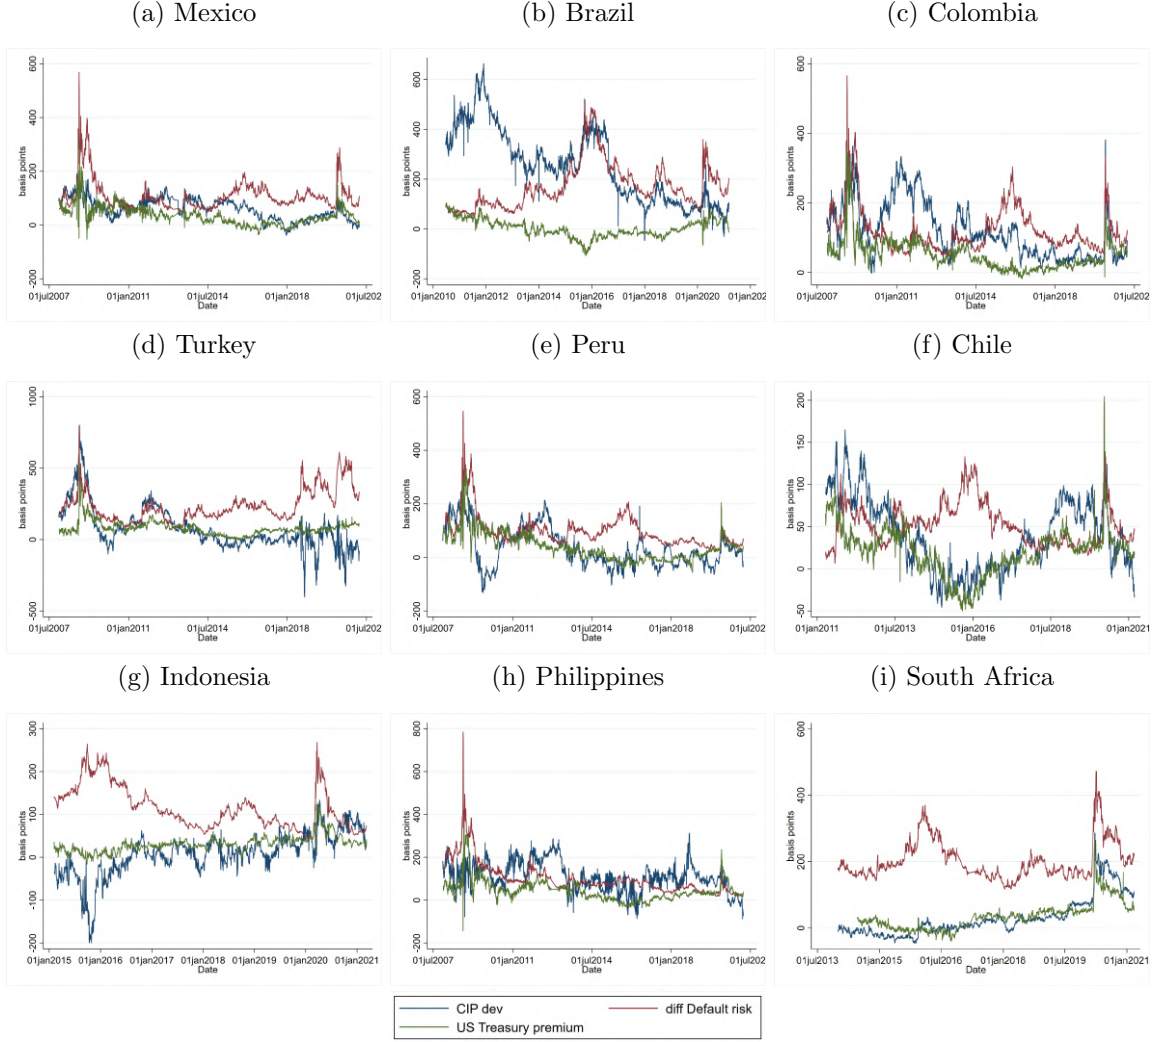 (a) Mexico
(b) Brazil
(c) Colombia
600
400
200
0
-200
basis points
01jul2007 01jan2011 01jul2014 01jan2018 01jul202
Date
600
400
200
0
-200
basis points
01jan2010 01jan2012 01jan2014 01jan2016 01jan2018 01jan2020 01jan202
Date
600
400
200
0
basis points
01jul2007 01jan2011 01jul2014 01jan2018 01jul202
Date
(d) Turkey
(e) Peru
(f) Chile
1000
500
0
-500
basis points
01jul2007 01jan2011 01jul2014 01jan2018 01jul202
Date
600
400
200
0
-200
basis points
01jul2007 01jan2011 01jul2014 01jan2018 01jul202
Date
200
150
100
50
0
-50
basis points
01jan2011 01jul2013 01jan2016 01jul2018 01jan2021
Date
(g) Indonesia
(h) Philippines
(i) South Africa
300
200
100
0
-100
-200
basis points
01jan2015 01jan2016 01jan2017 01jan2018 01jan2019 01jan2020 01jan2021
Date
800
600
400
200
0
-200
basis points
01jul2007 01jan2011 01jul2014 01jan2018 01jul202
Date
600
400
200
0
basis points
01jul2013 01jan2015 01jul2016 01jan2018 01jul2019 01jan2021
Date
CIP dev
diff Default risk
US Treasury premium